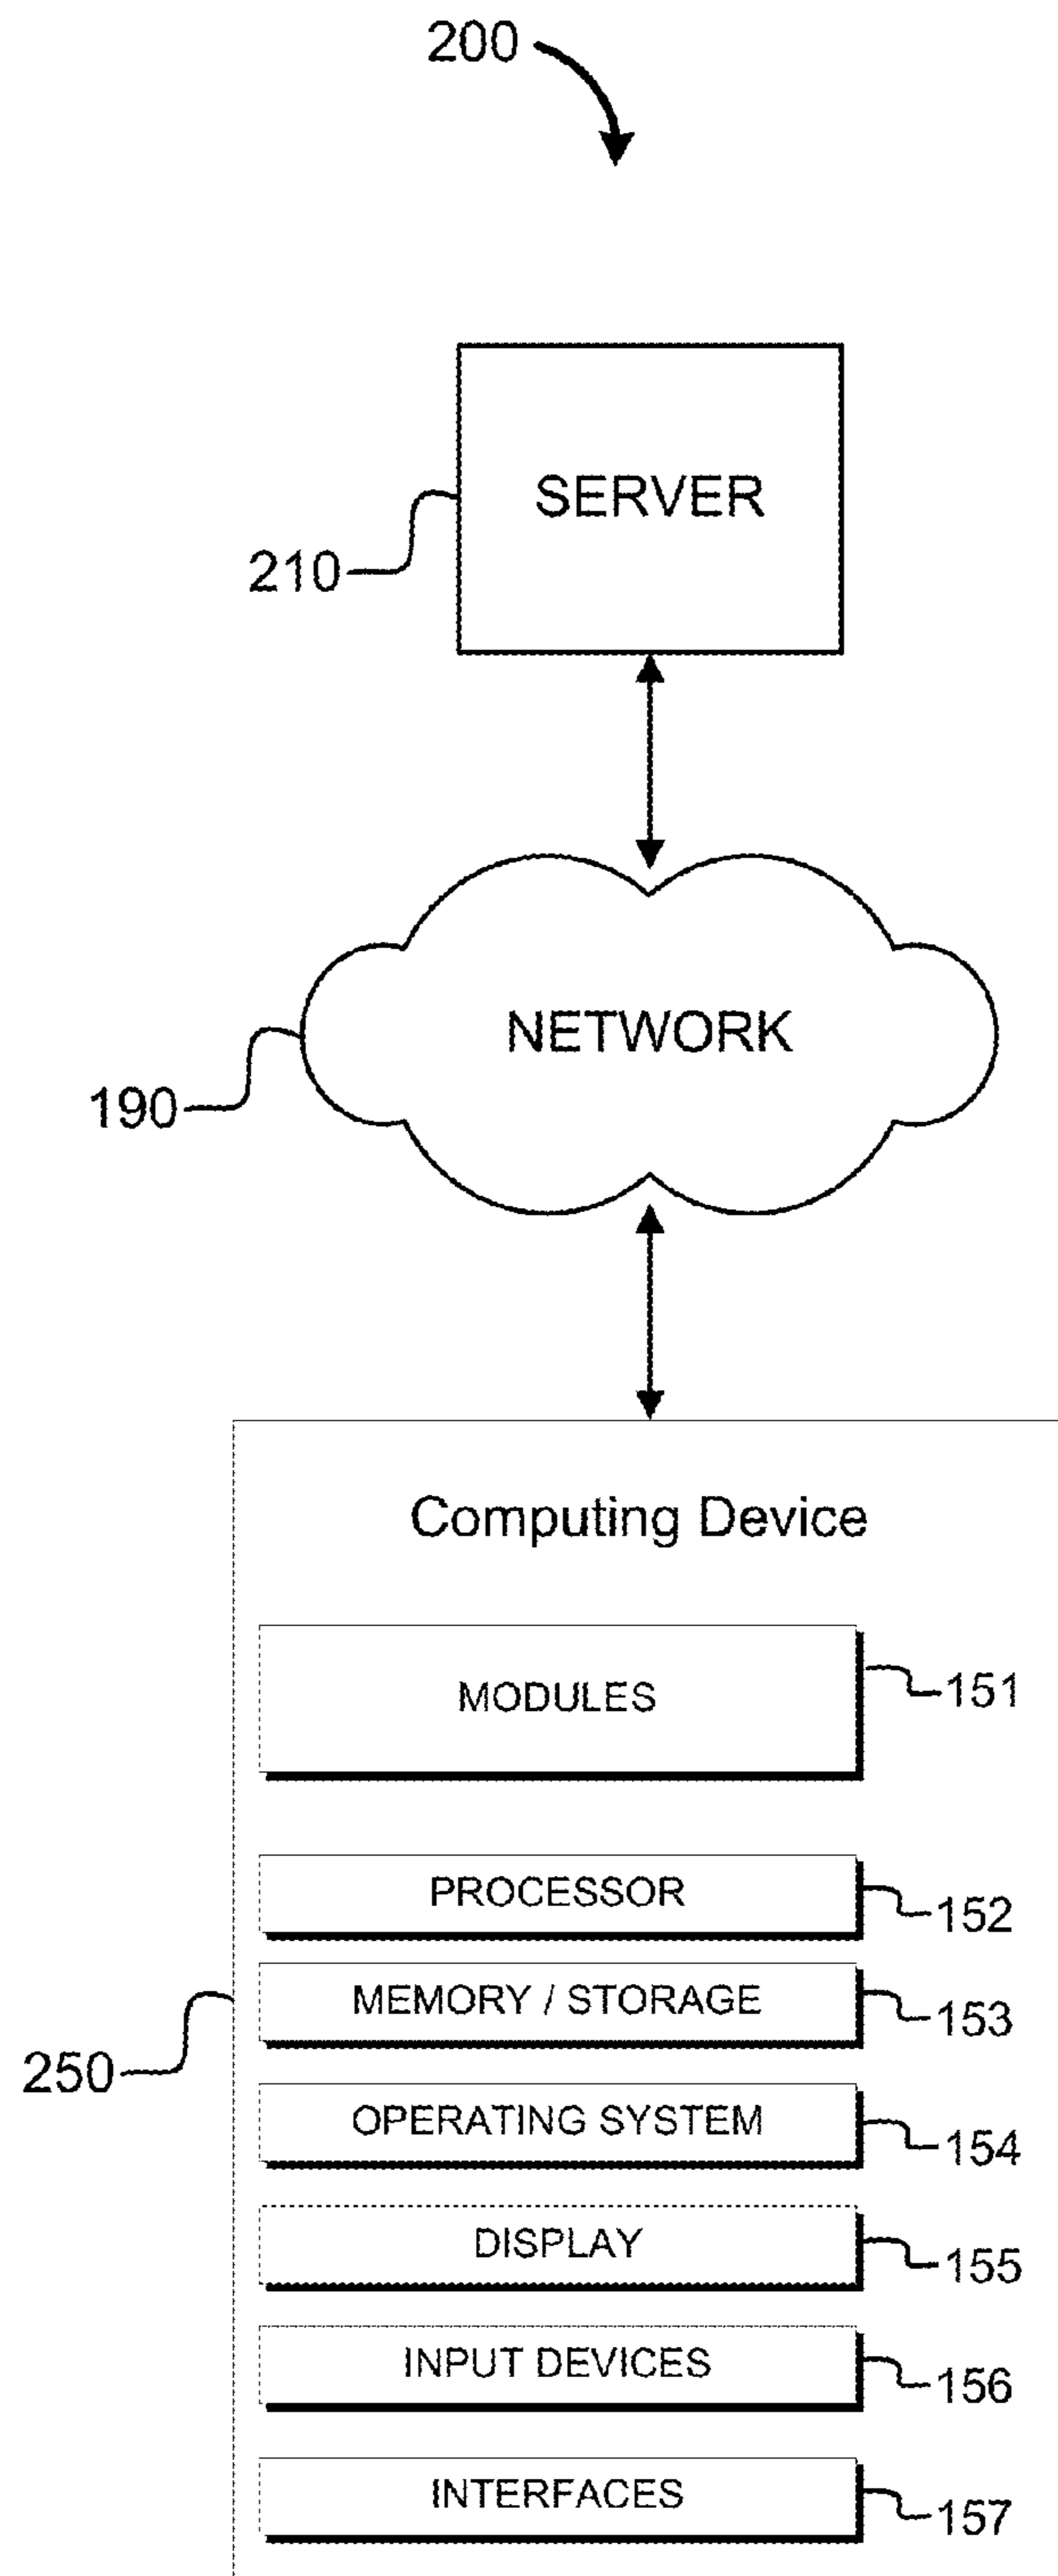 200
SERVER
210
NETWORK
190
Computing Device
MODULES
151
PROCESSOR
152
MEMORY / STORAGE
153
250
OPERATING SYSTEM
154
DISPLAY
155
INPUT DEVICES
156
INTERFACES
157